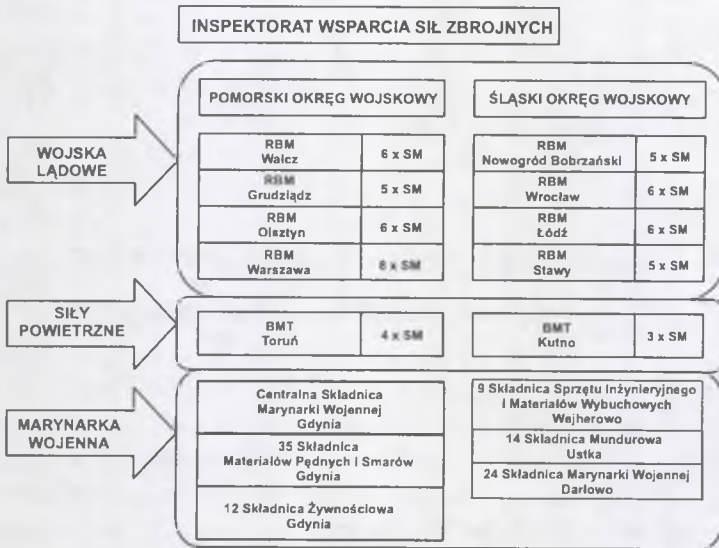 INSPEKTORAT WSPARCIA SIŁ ZBROJNYCH
POMORSKI OKRĘG WOJSKOWY
ŚLĄSKI OKRĘG WOJSKOWY
WOJSKA
LĄDOWE
RBM
Wałcz
6 x SM
RBM
Grudziądz
5 x SM
RBM
Olsztyn
6 x SM
RBM
Warszawa
6 x SM
RBM
Nowogród Bobrzański
5 x SM
RBM
Wrocław
6 x SM
RBM
Łódź
6 x SM
RBM
Stawy
5 x SM
SIŁY
POWIETRZNE
BMT
Toruń
4 x SM
BMT
Kutno
3 x SM
MARYNARKA
WOJENNA
Centralna Składnica
Marynarki Wojennej
Gdynia
35 Składnica
Materiałów Pędnych i Smarów
Gdynia
12 Składnica Żywnościowa
Gdynia
9 Składnica Sprzętu Inżynieryjnego
i Materiałów Wybuchowych
Wejherowo
14 Składnica Mundurowa
Ustka
24 Składnica Marynarki Wojennej
Darłowo